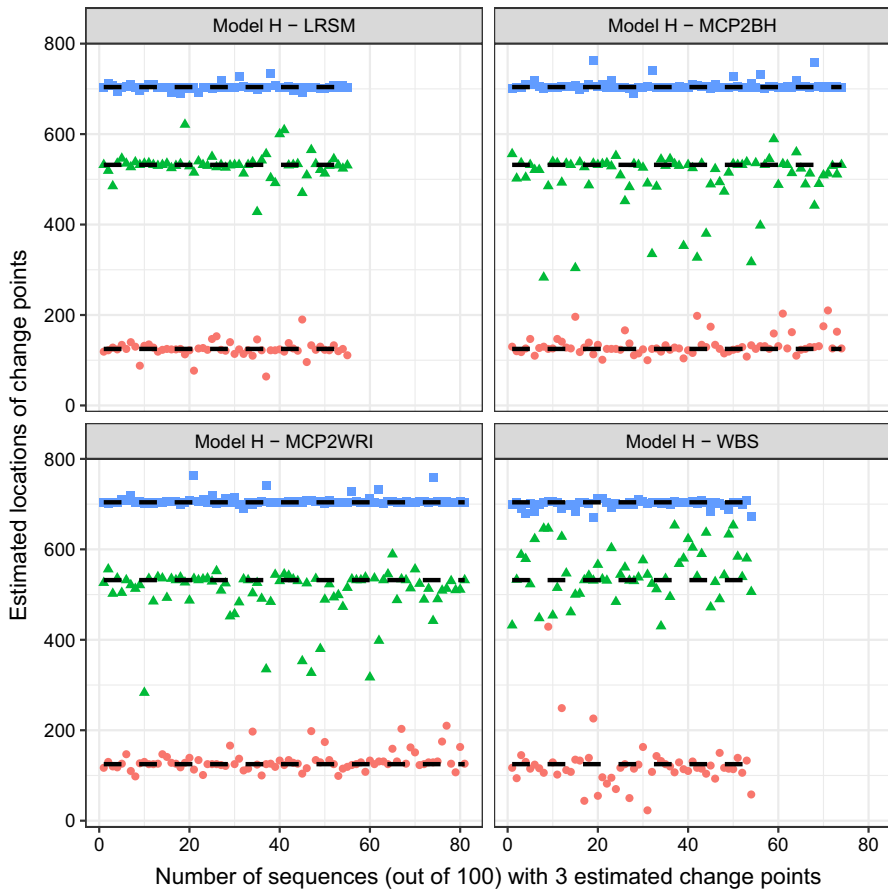 Model H − LRSM
Model H − MCP2BH
800
600
400
200
0
Model H − MCP2WRI
Model H − WBS
800
600
400
200
0
0 20 40 60 80
0 20 40 60 80
Estimated locations of change points
Number of sequences (out of 100) with 3 estimated change points